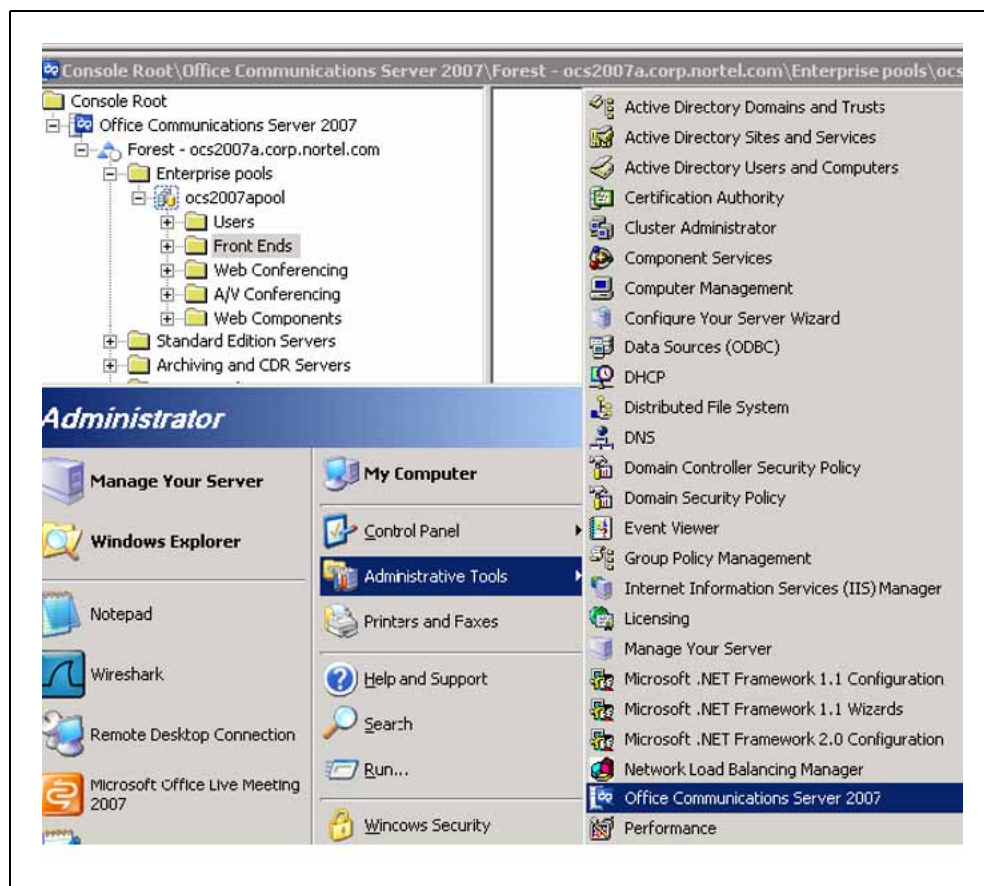 Console Root\Office Communications Server 2007\Forest - ocs2007a.corp.nortel.com\Enterprise pools\ocs
Console Root
Office Communications Server 2007
Forest - ocs2007a.corp.nortel.com
Enterprise pools
ocs2007apool
Users
Front Ends
Web Conferencing
A/V Conferencing
Web Components
Standard Edition Servers
Archiving and CDR Servers
Administrator
Manage Your Server
Windows Explorer
Notepad
Wireshark
Remote Desktop Connection
Microsoft Office Live Meeting
2007
My Computer
Control Panel
Administrative Tools
Printers and Faxes
Help and Support
Search
Run...
Windows Security
Active Directory Domains and Trusts
Active Directory Sites and Services
Active Directory Users and Computers
Certification Authority
Cluster Administrator
Component Services
Computer Management
Configure Your Server Wizard
Data Sources (ODBC)
DHCP
Distributed File System
DNS
Domain Controller Security Policy
Domain Security Policy
Event Viewer
Group Policy Management
Internet Information Services (IIS) Manager
Licensing
Manage Your Server
Microsoft .NET Framework 1.1 Configuration
Microsoft .NET Framework 1.1 Wizards
Microsoft .NET Framework 2.0 Configuration
Network Load Balancing Manager
Office Communications Server 2007
Performance